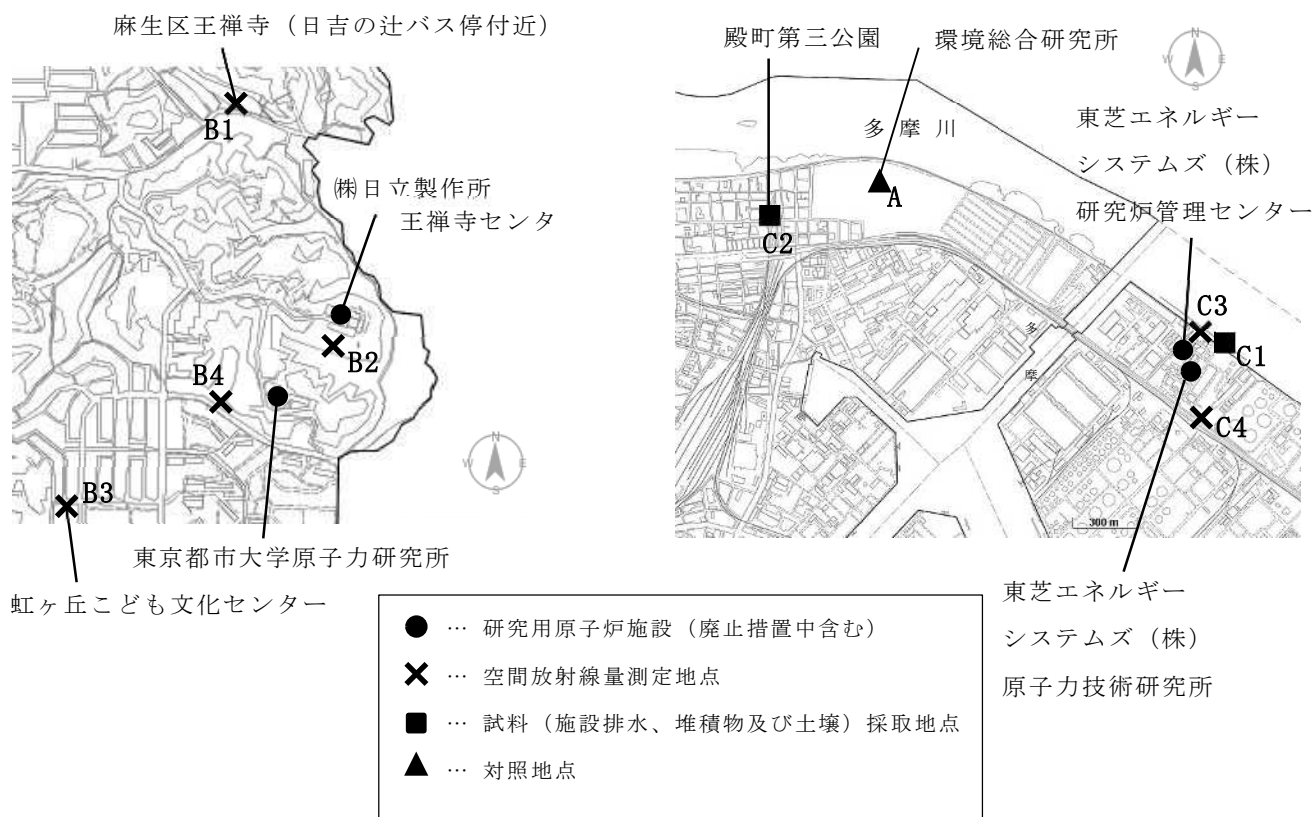 麻生区王禅寺（日吉の辻バス停付近）
B1
㈱日立製作所
王禅寺センタ
B2
B4
B3
N
W E
S
東京都市大学原子力研究所
虹ヶ丘こども文化センター
殿町第三公園
環境総合研究所
N
W E
S
多摩川
東芝エネルギー
システムズ（株）
研究炉管理センター
A
C2
C3
C1
C4
多
摩
300 m
東芝エネルギー
システムズ（株）
原子力技術研究所
… 研究用原子炉施設（廃止措置中含む）
… 空間放射線量測定地点
… 試料（施設排水、堆積物及び土壌）採取地点
… 対照地点